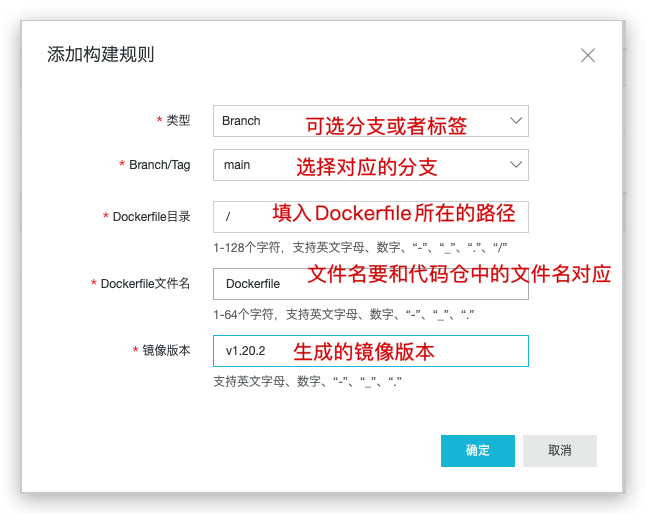 添加构建规则
* 类型 Branch 可选分支或者标签
* Branch/Tag main 选择对应的分支
* Dockerfile目录 / 填入Dockerfile所在的路径
1-128个字符，支持英文字母、数字、“-”、“_”、“.”、“/”
* Dockerfile文件名 Dockerfile 文件名要和代码仓中的文件名对应
1-64个字符，支持英文字母、数字、“-”、“_”、“.”
* 镜像版本 v1.20.2 生成的镜像版本
支持英文字母、数字、“-”、“_”、“.”
确定 取消